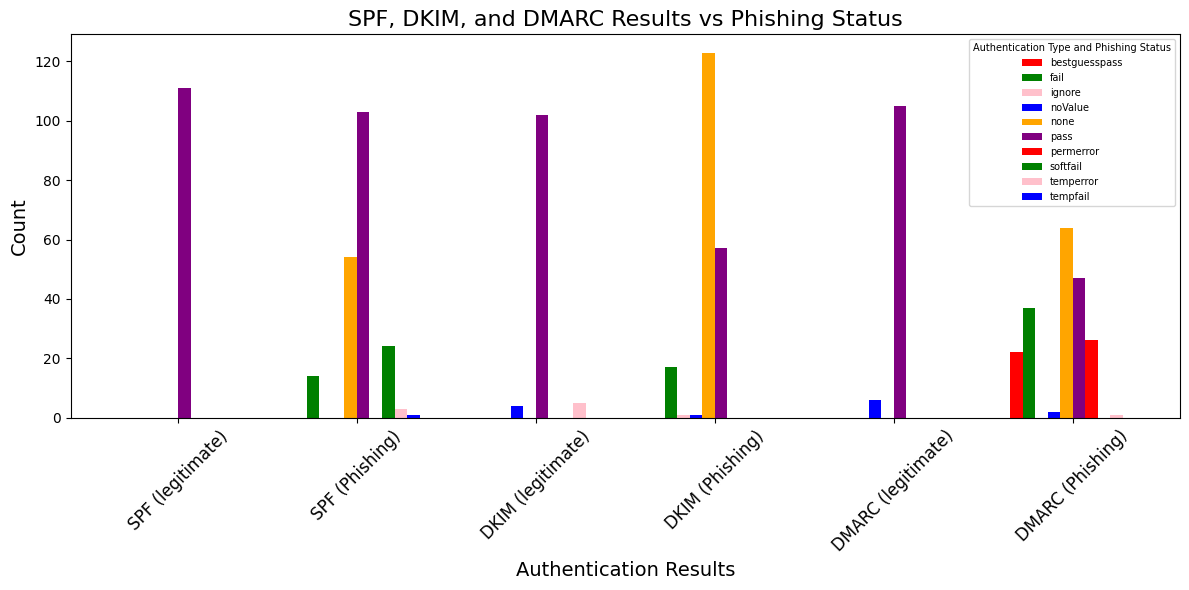 SPF, DKIM, and DMARC Results vs Phishing Status
Authentication Type and Phishing Status
bestguesspass
fail
ignore
noValue
none
pass
permerror
softfail
temperror
tempfail
Count
120
100
80
60
40
20
0
SPF (legitimate)
SPF (Phishing)
DKIM (legitimate)
DKIM (Phishing)
DMARC (legitimate)
DMARC (Phishing)
Authentication Results